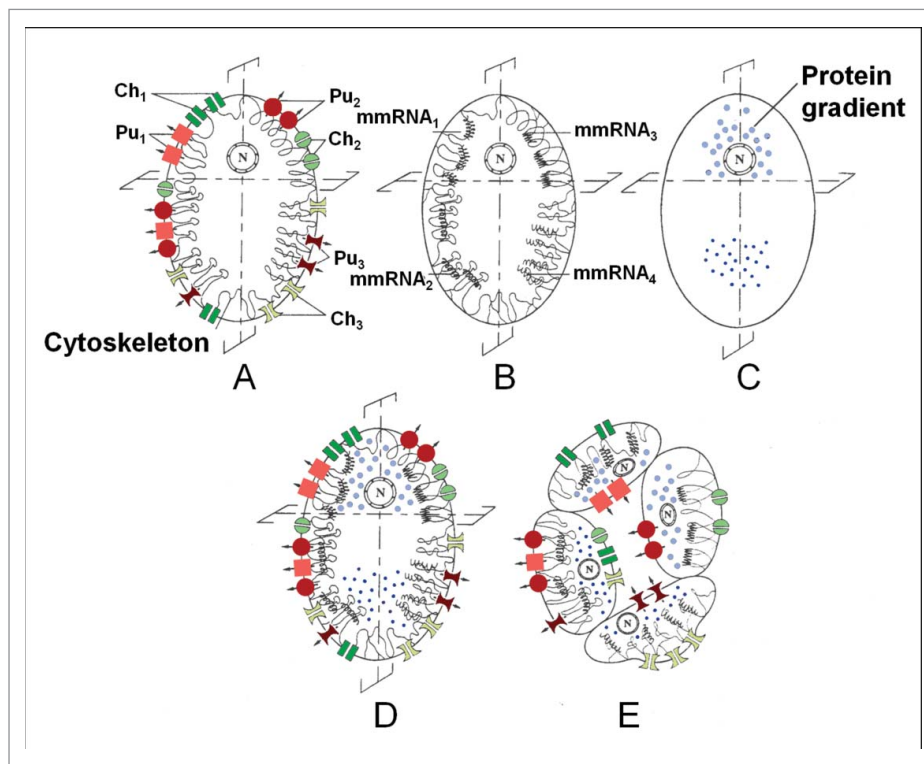 Ch₁
Pu₁
Pu₂
Ch₂
Pu₃
Ch₃
Cytoskeleton
N
A
mmRNA₁
mmRNA₃
mmRNA₂
mmRNA₄
N
B
Protein
gradient
N
C
N
D
N
N
N
N
E